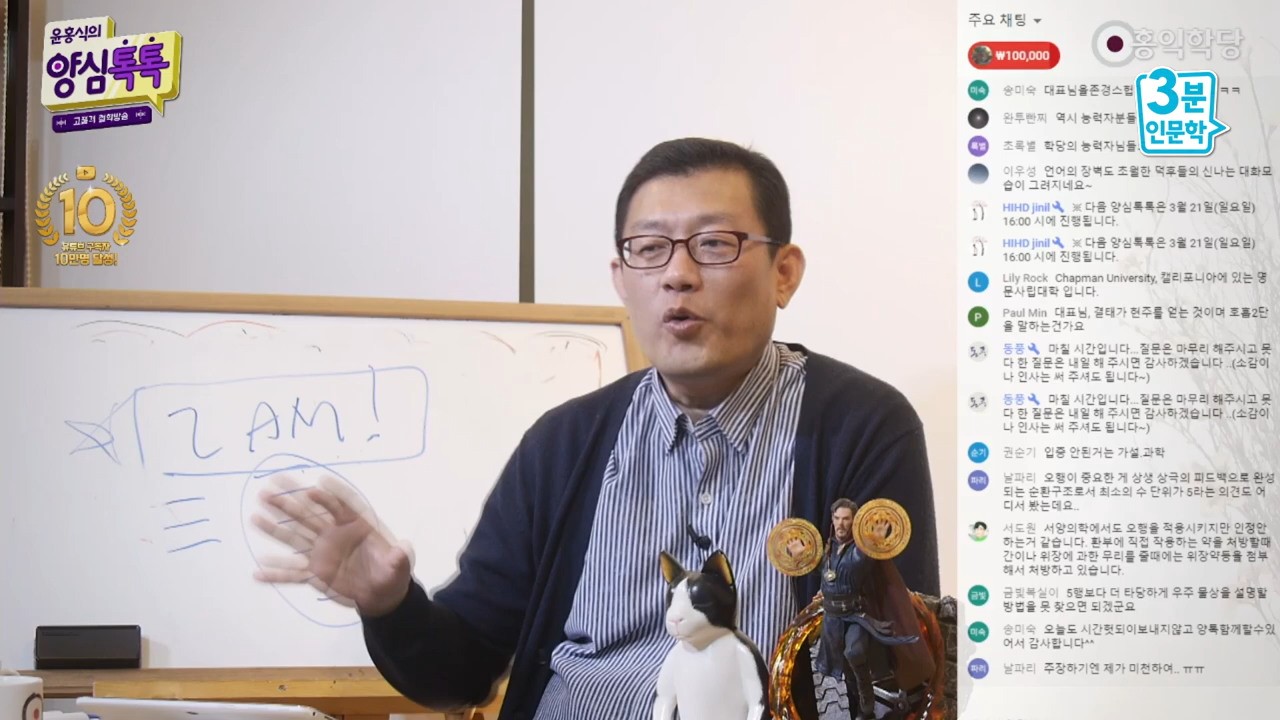 윤홍식의
양심톡톡
고품격 철학방송
10
유튜브 구독자
10만명 달성!
I AM!
주요 채팅
홍익학당
3분
인문학
₩100,000
미숙 송미숙 대표님을존경스럽 ㅋㅋ
완투빤찌 역시 능력자분들
록별 초록별 학당의 능력자님들
이우성 언어의 장벽도 초월한 덕후들의 신나는 대화모
습이 그려지네요~
HIHD jinil ※ 다음 양심톡톡은 3월 21일(일요일)
16:00 시에 진행됩니다.
HIHD jinil ※ 다음 양심톡톡은 3월 21일(일요일)
16:00 시에 진행됩니다.
L Lily Rock Chapman University, 캘리포니아에 있는 명
문사립대학 입니다.
P Paul Min 대표님, 결태가 현주를 얻는 것이며 호흡2단
을 말하는건가요
동풍 마칠 시간입니다...질문은 마무리 해주시고 못
다 한 질문은 내일 해 주시면 감사하겠습니다 ..(소감이
나 인사는 써 주셔도 됩니다~)
동풍 마칠 시간입니다...질문은 마무리 해주시고 못
다 한 질문은 내일 해 주시면 감사하겠습니다 ..(소감이
나 인사는 써 주셔도 됩니다~)
순기 권순기 입증 안된거는 가설.과학
파리 날파리 오행이 중요한 게 상생 상극의 피드백으로 완성
되는 순환구조로서 최소의 수 단위가 5라는 의견도 어
디서 봤는데요..
서도원 서양의학에서도 오행을 적용시키지만 인정안
하는거 같습니다. 환부에 직접 작용하는 약을 처방할때
간이나 위장에 과한 무리를 줄때에는 위장약등을 첨부
해서 처방하고 있습니다.
금빛 금빛복실이 5행보다 더 타당하게 우주 물상을 설명할
방법을 못 찾으면 되겠군요
미숙 송미숙 오늘도 시간헛되이보내지않고 양톡함께할수있
어서 감사합니다^^
파리 날파리 주장하기엔 제가 미천하여.. ㅠㅠ